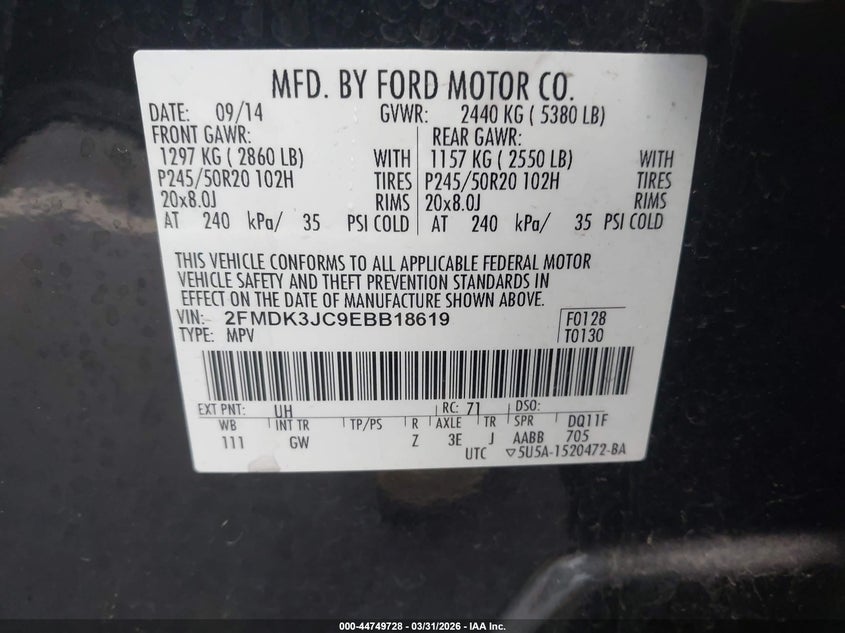 MFD. BY FORD MOTOR CO.
DATE: 09/14 GVWR: 2440 KG ( 5380 LB)
FRONT GAWR: REAR GAWR:
1297 KG ( 2860 LB) WITH 1157 KG ( 2550 LB) WITH
P245/50R20 102H TIRES P245/50R20 102H TIRES
20x8.0J RIMS 20x8.0J RIMS
AT 240 kPa/ 35 PSI COLD AT 240 kPa/ 35 PSI COLD
THIS VEHICLE CONFORMS TO ALL APPLICABLE FEDERAL MOTOR
VEHICLE SAFETY AND THEFT PREVENTION STANDARDS IN
EFFECT ON THE DATE OF MANUFACTURE SHOWN ABOVE.
VIN: 2FMDK3JC9EBB18619 F0128
TYPE: MPV T0130
EXT PNT: UH RC: 71 DSO:
WB INT TR TP/PS R AXLE TR SPR DQ11F
111 GW Z 3E J AABB 705
UTC ▽5U5A-1520472-BA
000-44749728 - 03/31/2026 - IAA Inc.